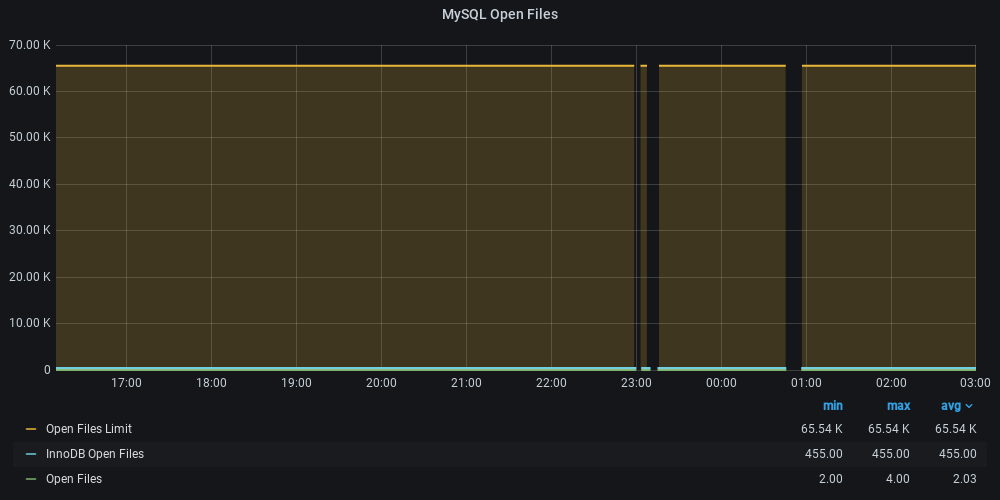 MySQL Open Files
70.00 K
60.00 K
50.00 K
40.00 K
30.00 K
20.00 K
10.00 K
0
17:00 18:00 19:00 20:00 21:00 22:00 23:00 00:00 01:00 02:00 03:00
min max avg
Open Files Limit 65.54 K 65.54 K 65.54 K
InnoDB Open Files 455.00 455.00 455.00
Open Files 2.00 4.00 2.03